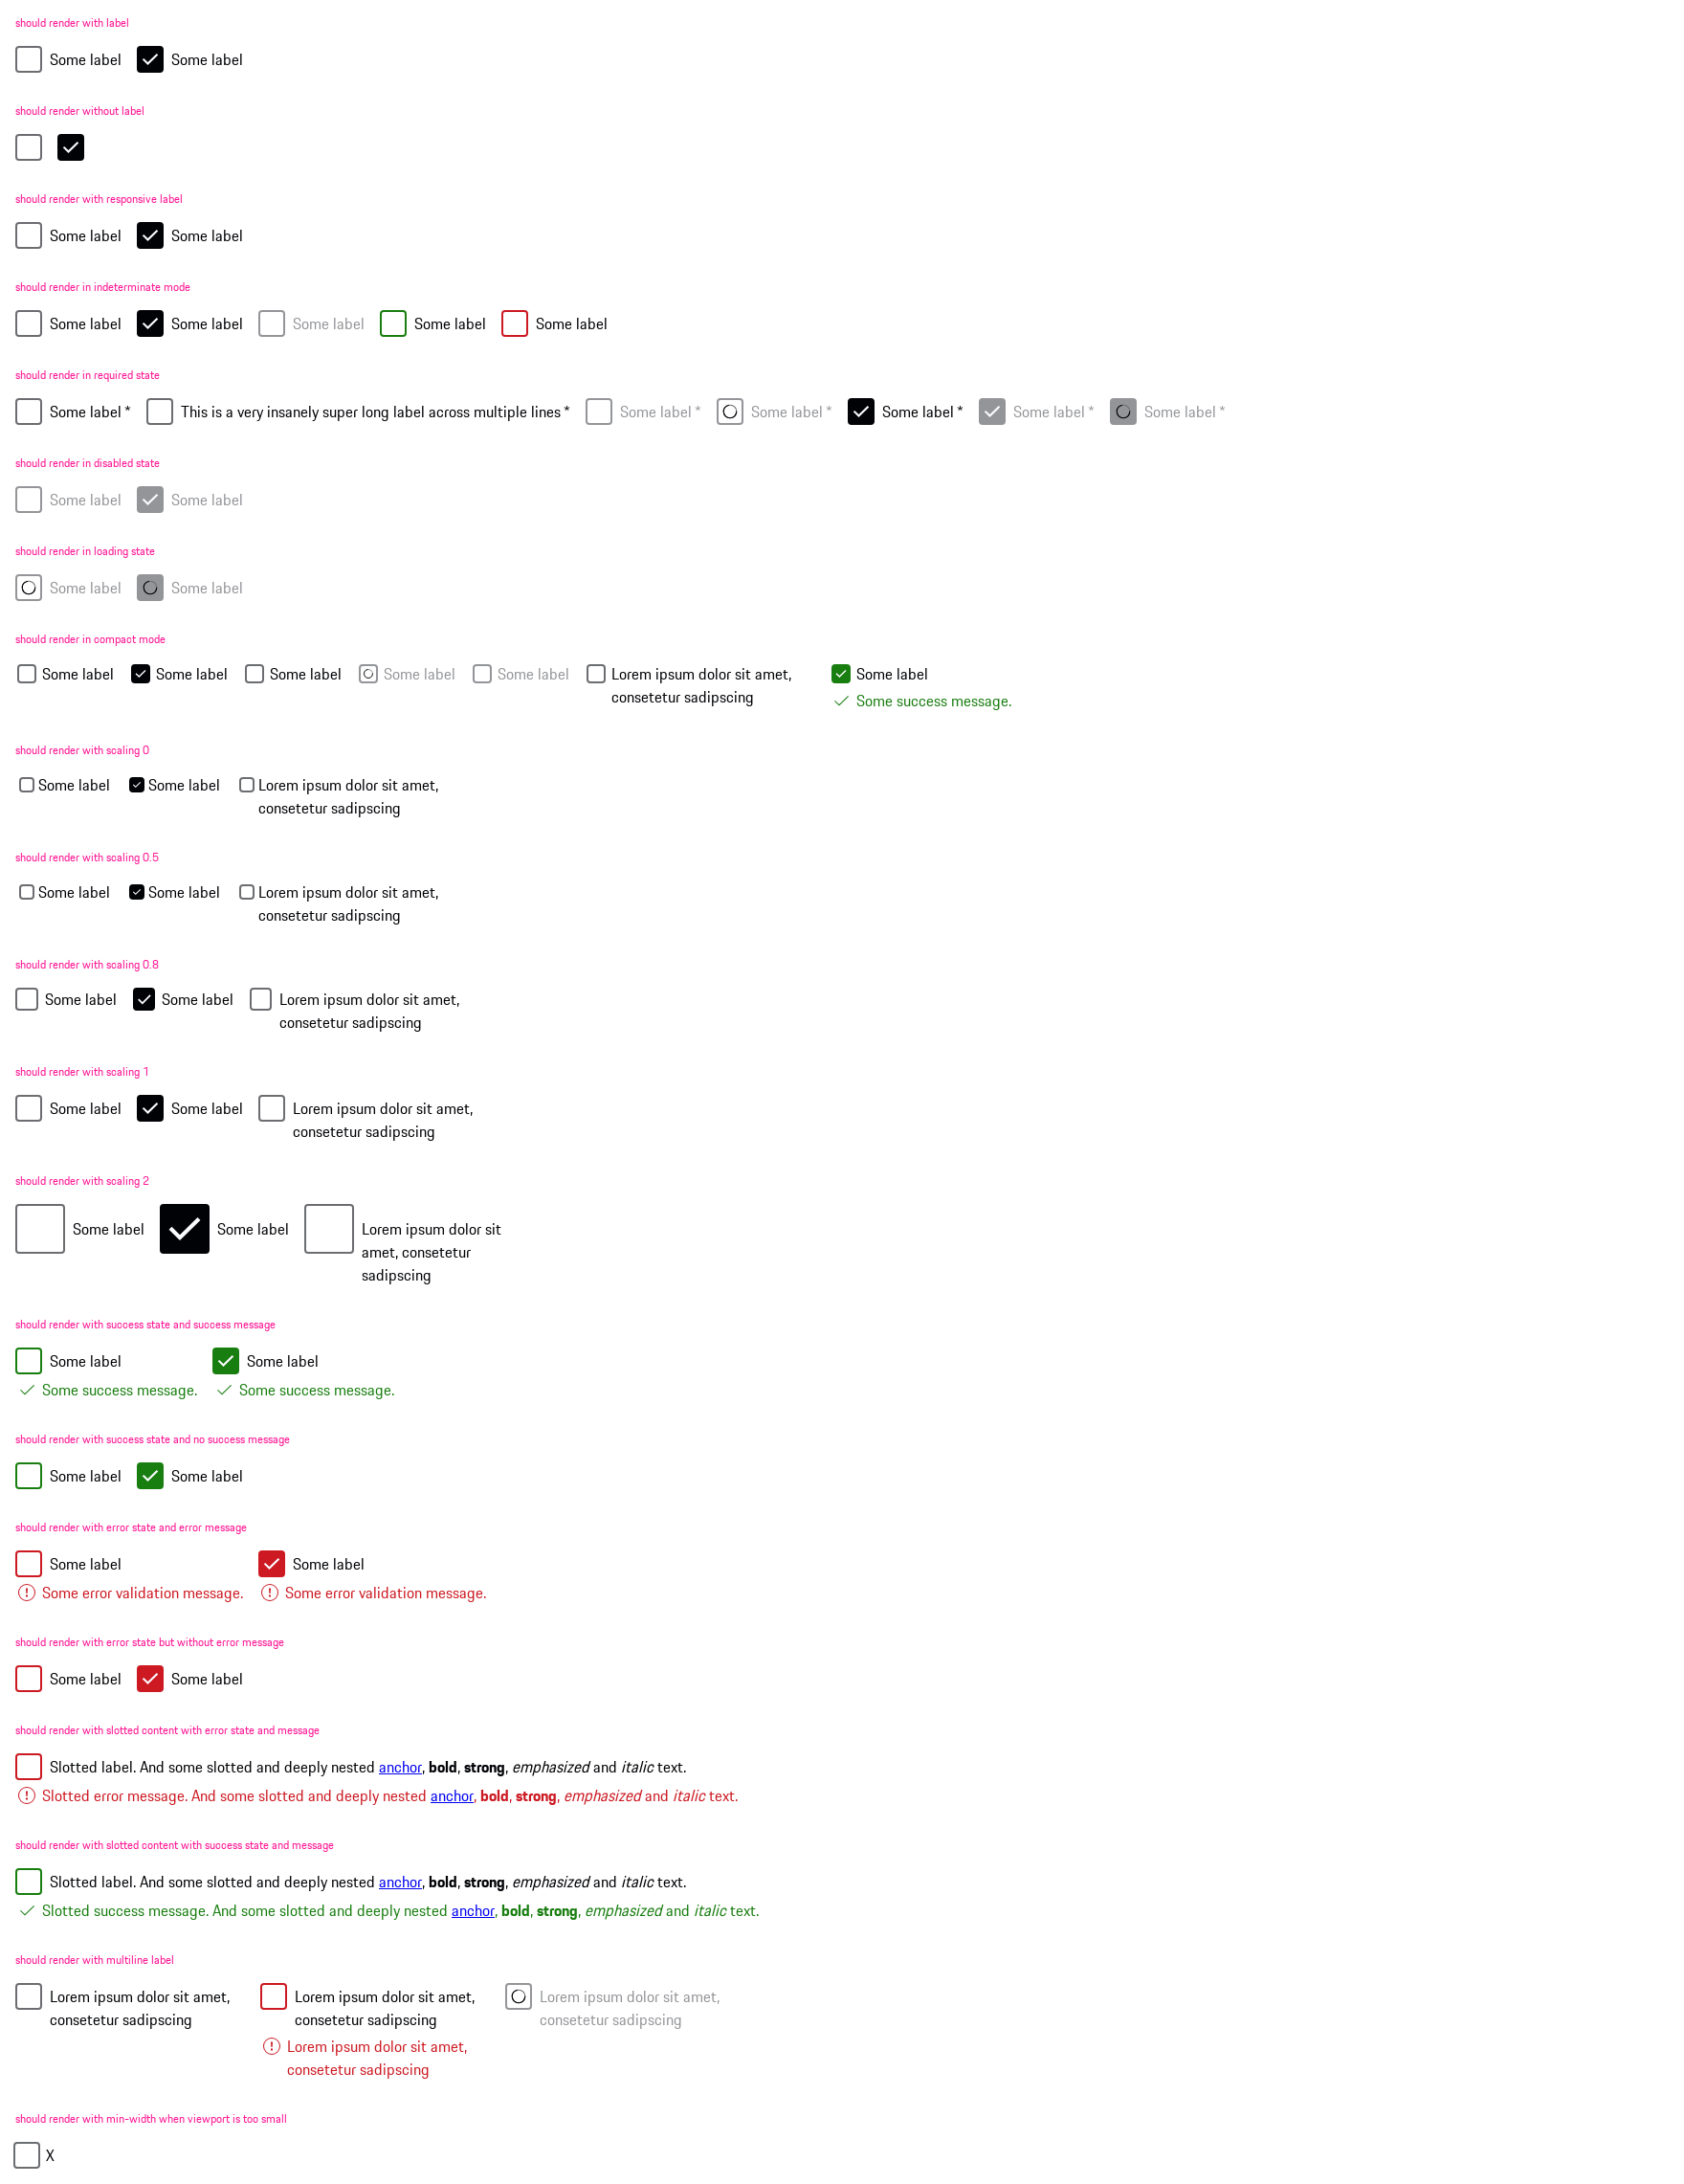 should render with label
Some label Some label
should render without label
should render with responsive label
Some label Some label
should render in indeterminate mode
Some label Some label Some label Some label Some label
should render in required state
Some label * This is a very insanely super long label across multiple lines * Some label * Some label * Some label * Some label * Some label *
should render in disabled state
Some label Some label
should render in loading state
Some label Some label
should render in compact mode
Some label Some label Some label Some label Some label Lorem ipsum dolor sit amet, Some label
consetetur sadipscing Some success message.
should render with scaling 0
Some label Some label Lorem ipsum dolor sit amet,
consetetur sadipscing
should render with scaling 0.5
Some label Some label Lorem ipsum dolor sit amet,
consetetur sadipscing
should render with scaling 0.8
Some label Some label Lorem ipsum dolor sit amet,
consetetur sadipscing
should render with scaling 1
Some label Some label Lorem ipsum dolor sit amet,
consetetur sadipscing
should render with scaling 2
Some label Some label Lorem ipsum dolor sit
amet, consetetur
sadipscing
should render with success state and success message
Some label Some label
Some success message. Some success message.
should render with success state and no success message
Some label Some label
should render with error state and error message
Some label Some label
Some error validation message. Some error validation message.
should render with error state but without error message
Some label Some label
should render with slotted content with error state and message
Slotted label. And some slotted and deeply nested anchor, bold, strong, emphasized and italic text.
Slotted error message. And some slotted and deeply nested anchor, bold, strong, emphasized and italic text.
should render with slotted content with success state and message
Slotted label. And some slotted and deeply nested anchor, bold, strong, emphasized and italic text.
Slotted success message. And some slotted and deeply nested anchor, bold, strong, emphasized and italic text.
should render with multiline label
Lorem ipsum dolor sit amet, Lorem ipsum dolor sit amet, Lorem ipsum dolor sit amet,
consetetur sadipscing consetetur sadipscing consetetur sadipscing
Lorem ipsum dolor sit amet,
consetetur sadipscing
should render with min-width when viewport is too small
X